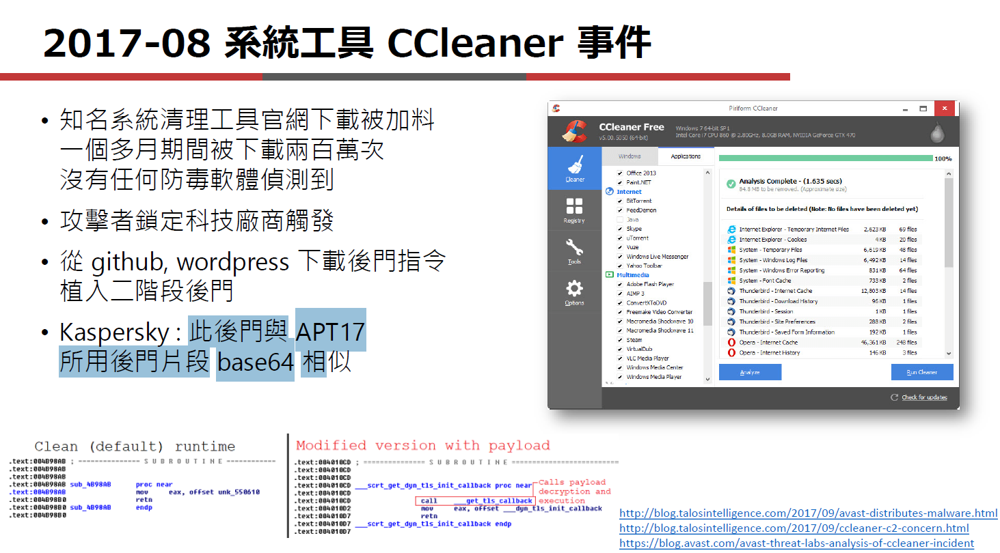 2017-08 系統工具 CCleaner 事件
• 知名系統清理工具官網下載被加料
一個多月期間被下載兩百萬次
沒有任何防毒軟體偵測到
• 攻擊者鎖定科技廠商觸發
• 從 github, wordpress 下載後門指令
植入二階段後門
• Kaspersky : 此後門與 APT17
所用後門片段 base64 相似
Piriform CCleaner
CCleaner Free
v5.00.5050 (64-bit)
Windows 7 64-bit SP1
Intel Core i7 CPU 860 @ 2.80GHz, 8.0GB RAM, NVIDIA GeForce GTX 470
Cleaner
Registry
Tools
Options
Windows
Applications
Office 2013
Paint.NET
Internet
BitTorrent
FeedDemon
Java
Skype
uTorrent
Vuze
Windows Live Messenger
Yahoo Toolbar
Multimedia
Adobe Flash Player
AIMP 3
ConvertXToDVD
Freemake Video Converter
Macromedia Shockwave 10
Macromedia Shockwave 11
Steam
VirtualDub
VLC Media Player
Windows Media Center
Windows Media Player
100%
Analysis Complete - (1.635 secs)
84.8 MB to be removed. (Approximate size)
Details of files to be deleted (Note: No files have been deleted yet)
Internet Explorer - Temporary Internet Files 2,623 KB 69 files
Internet Explorer - Cookies 4 KB 20 files
System - Temporary Files 6,619 KB 48 files
System - Windows Log Files 6,492 KB 14 files
System - Windows Error Reporting 831 KB 64 files
System - Font Cache 733 KB 2 files
Thunderbird - Internet Cache 12,803 KB 14 files
Thunderbird - Download History 96 KB 1 files
Thunderbird - Session 1 KB 1 files
Thunderbird - Site Preferences 288 KB 2 files
Thunderbird - Saved Form Information 192 KB 1 files
Opera - Internet Cache 46,361 KB 248 files
Opera - Internet History 146 KB 3 files
Analyze
Run Cleaner
Check for updates
Clean (default) runtime
.text:004B98AB ; --------------- S U B R O U T I N E ------------
.text:004B98AB
.text:004B98AB
.text:004B98AB sub_4B98AB proc near
.text:004B98AB mov eax, offset unk_550610
.text:004B98B0 retn
.text:004B98B0 sub_4B98AB endp
.text:004B98B0
Modified version with payload
.text:004010CD ; =============== S U B R O U T I N E ==========================
.text:004010CD
.text:004010CD
.text:004010CD ___scrt_get_dyn_tls_init_callback proc near
.text:004010CD
.text:004010CD call ___get_tls_callback
.text:004010D2 mov eax, offset ___dyn_tls_init_callback
.text:004010D7 retn
.text:004010D7 ___scrt_get_dyn_tls_init_callback endp
.text:004010D7
Calls payload
decryption and
execution
http://blog.talosintelligence.com/2017/09/avast-distributes-malware.html
http://blog.talosintelligence.com/2017/09/ccleaner-c2-concern.html
https://blog.avast.com/avast-threat-labs-analysis-of-ccleaner-incident